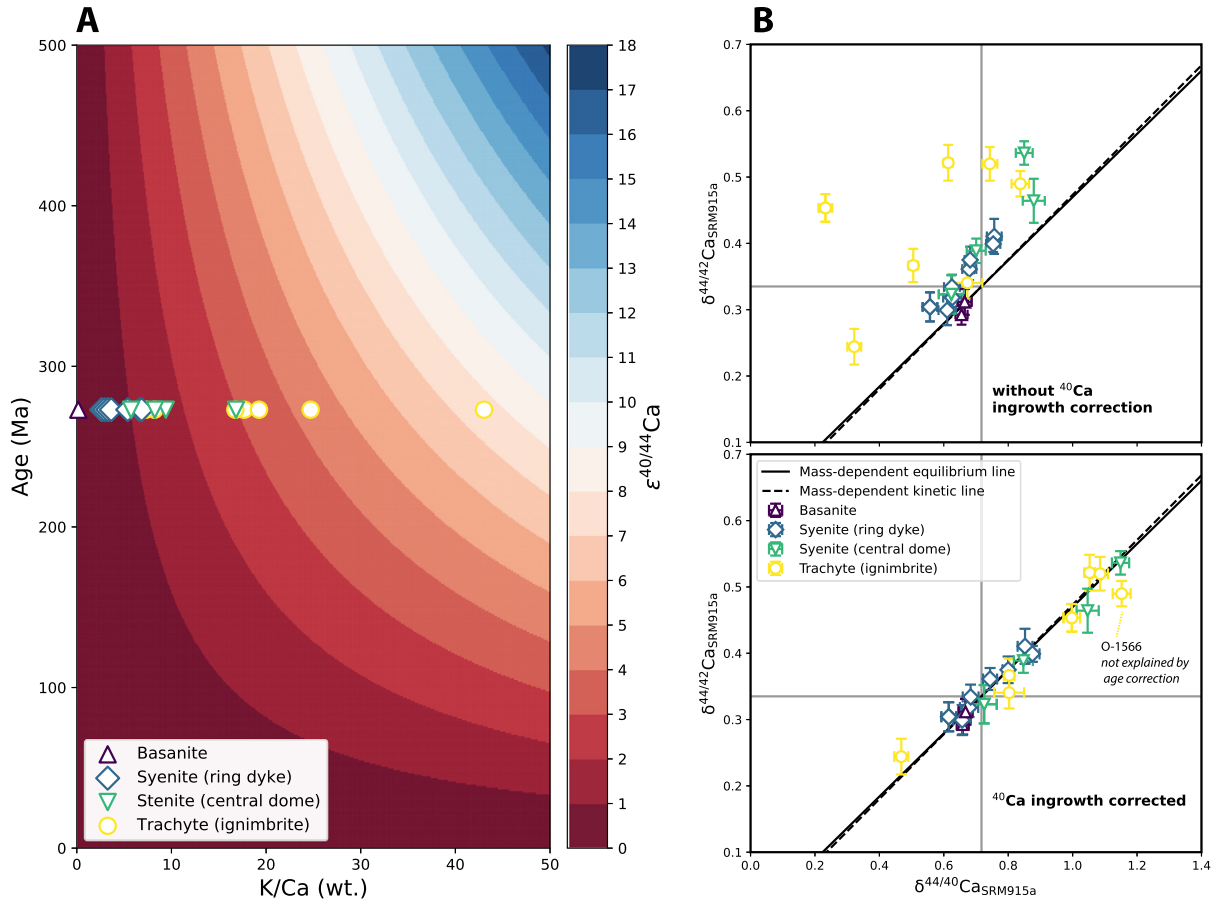 A
B
500
400
300
200
100
0
Age (Ma)
0
10
20
30
40
50
K/Ca (wt.)
Basanite
Syenite (ring dyke)
Stenite (central dome)
Trachyte (ignimbrite)
18
17
16
15
14
13
12
11
10
9
8
7
6
5
4
3
2
1
0
ε⁴⁰/⁴⁴Ca
0.7
0.6
0.5
0.4
0.3
0.2
0.1
δ⁴⁴/⁴²Ca_SRM915a
without ⁴⁰Ca
ingrowth correction
0.7
0.6
0.5
0.4
0.3
0.2
0.1
δ⁴⁴/⁴²Ca_SRM915a
Mass-dependent equilibrium line
Mass-dependent kinetic line
Basanite
Syenite (ring dyke)
Syenite (central dome)
Trachyte (ignimbrite)
O-1566
not explained by
age correction
⁴⁰Ca ingrowth corrected
0.0
0.2
0.4
0.6
0.8
1.0
1.2
1.4
δ⁴⁴/⁴⁰Ca_SRM915a